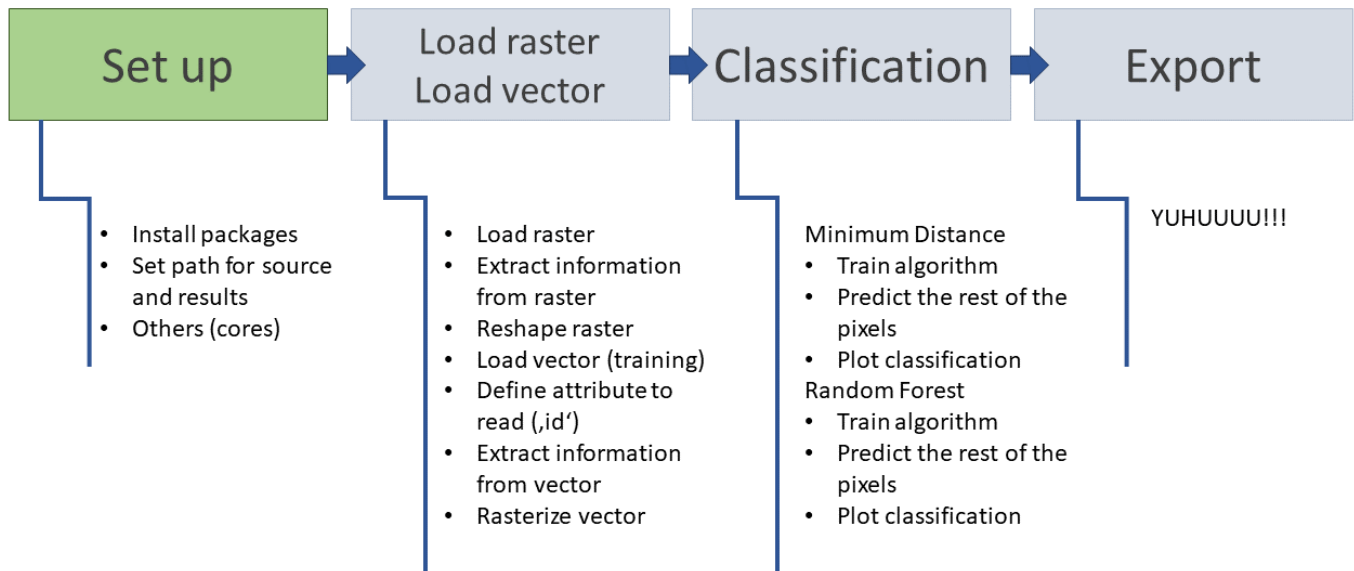 Set up
Load raster
Load vector
Classification
Export
• Install packages
• Set path for source
and results
• Others (cores)
• Load raster
• Extract information
from raster
• Reshape raster
• Load vector (training)
• Define attribute to
read (‚id‘)
• Extract information
from vector
• Rasterize vector
Minimum Distance
• Train algorithm
• Predict the rest of the
pixels
• Plot classification
Random Forest
• Train algorithm
• Predict the rest of the
pixels
• Plot classification
YUHUUUU!!!